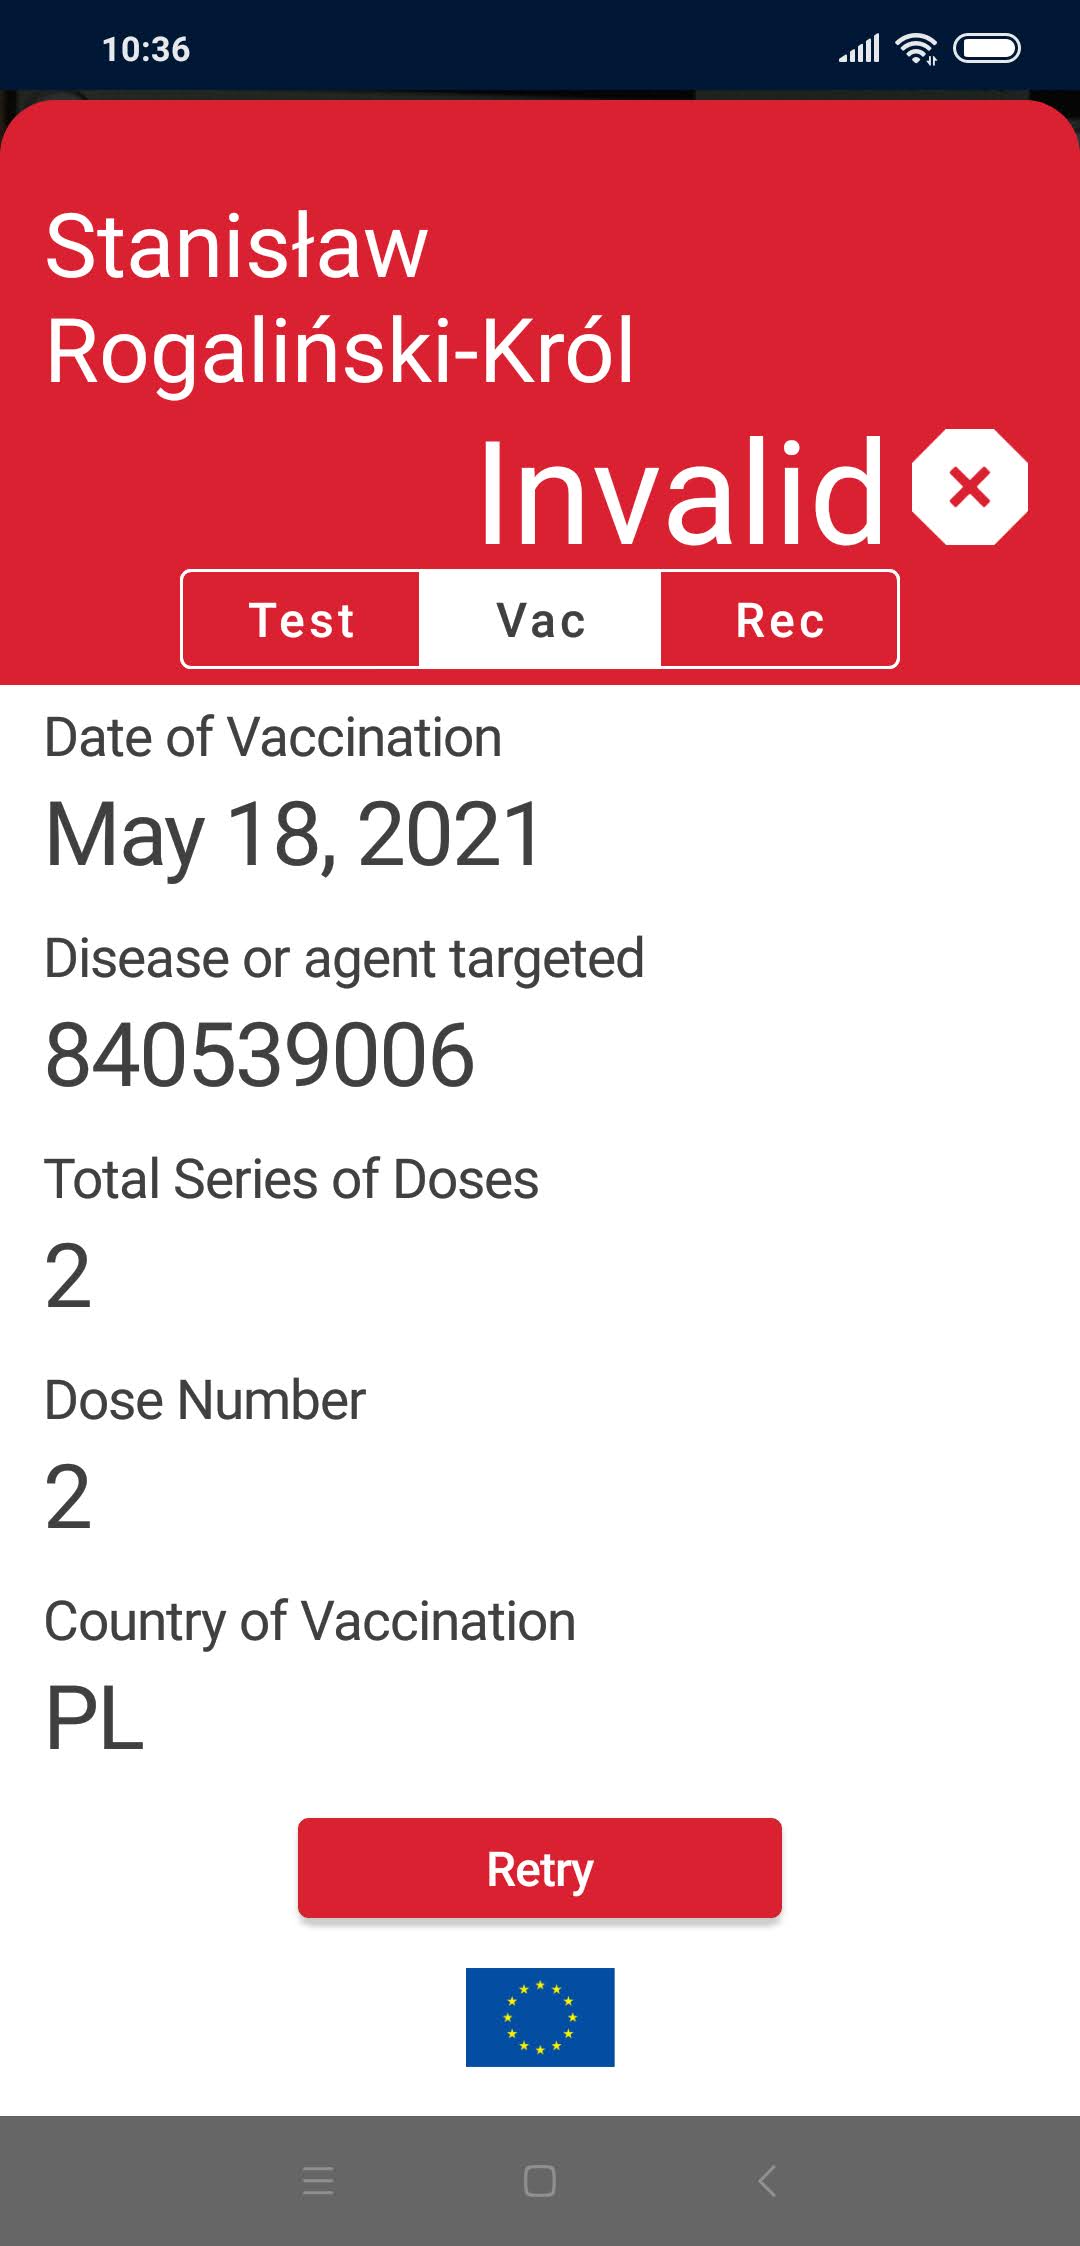 10:36
Stanisław
Rogaliński-Król
Invalid
Test Vac Rec
Date of Vaccination
May 18, 2021
Disease or agent targeted
840539006
Total Series of Doses
2
Dose Number
2
Country of Vaccination
PL
Retry